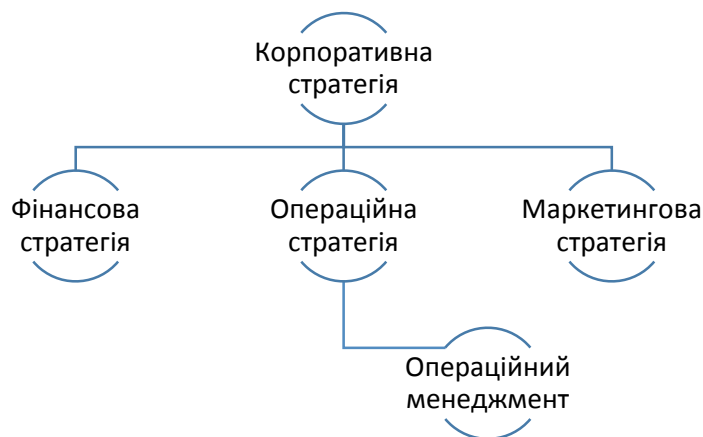 Корпоративна
стратегія
Фінансова
стратегія
Операційна
стратегія
Маркетингова
стратегія
Операційний
менеджмент